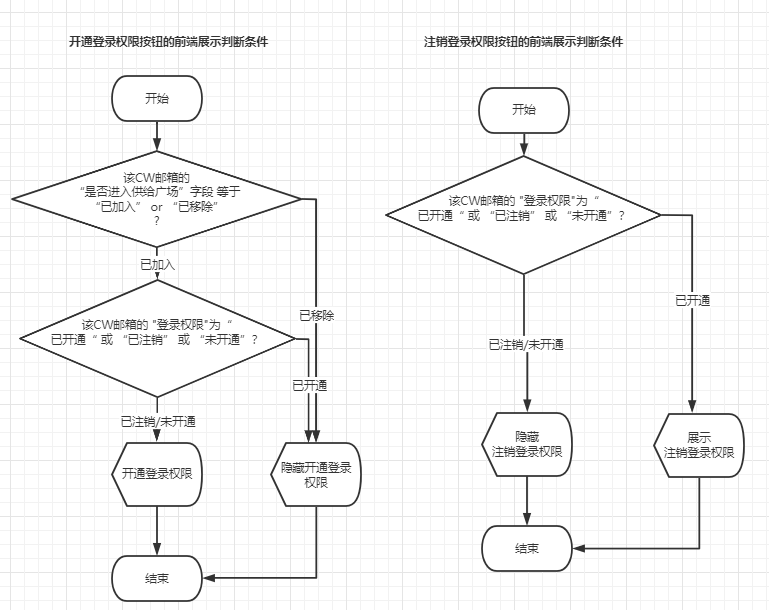 开通登录权限按钮的前端展示判断条件
开始
该CW邮箱的
“是否进入供给广场”字段 等于
“已加入” or “已移除”
?
已加入
已移除
该CW邮箱的 "登录权限"为“
已开通“ 或 “已注销” 或 “未开通”?
已开通
已注销/未开通
开通登录权限
隐藏开通登录
权限
结束
注销登录权限按钮的前端展示判断条件
开始
该CW邮箱的 "登录权限"为“
已开通“ 或 “已注销” 或 “未开通”?
已开通
已注销/未开通
隐藏
注销登录权限
展示
注销登录权限
结束